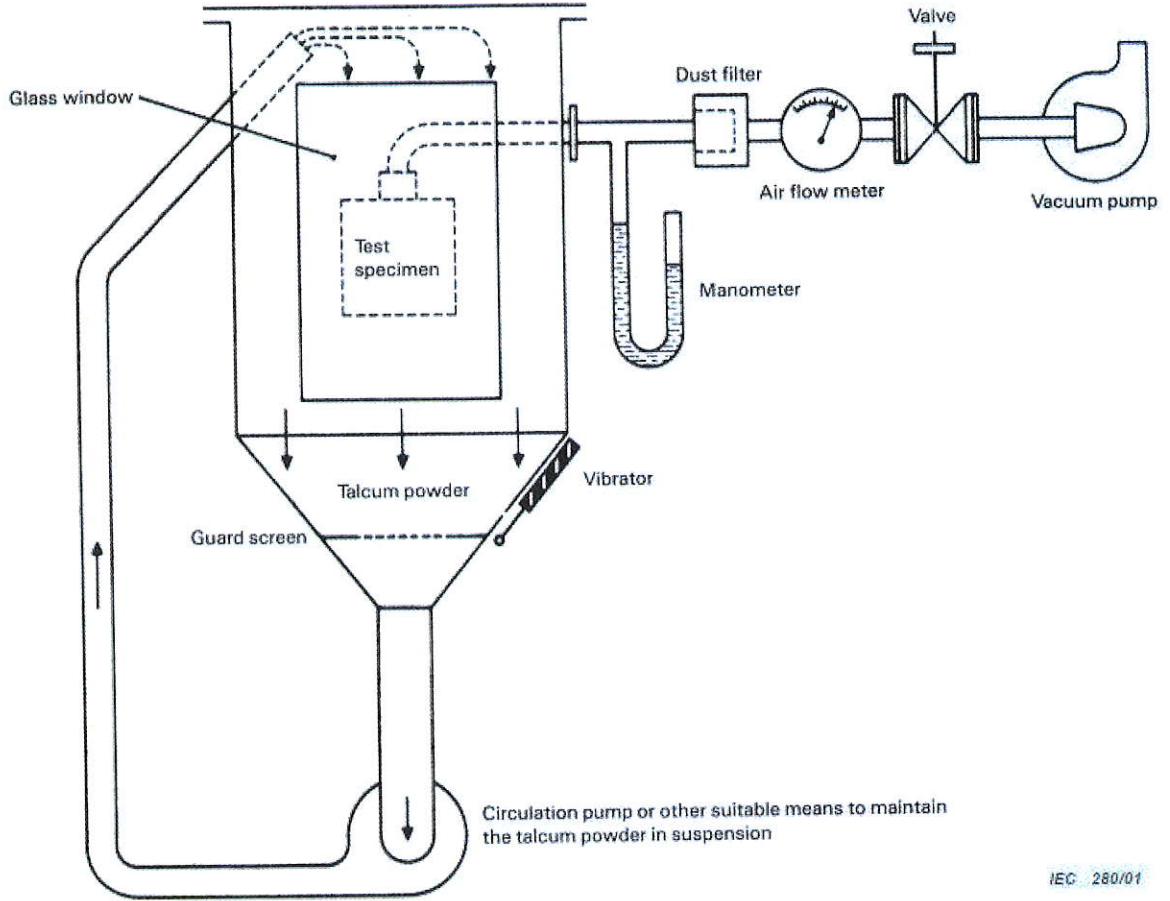 Valve
Dust filter
Glass window
Air flow meter
Vacuum pump
Test
specimen
Manometer
Vibrator
Talcum powder
Guard screen
Circulation pump or other suitable means to maintain
the talcum powder in suspension
IEC 280/01